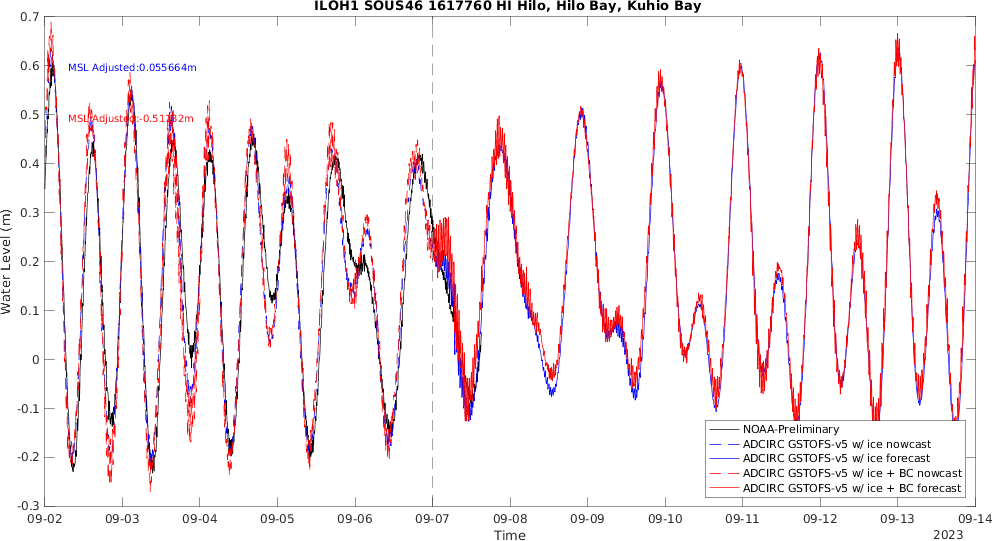 ILOH1 SOUS46 1617760 HI Hilo, Hilo Bay, Kuhio Bay
0.7
0.6
0.5
0.4
0.3
0.2
0.1
0
-0.1
-0.2
-0.3
Water Level (m)
MSL Adjusted:0.055664m
MSL Adjusted:-0.51732m
NOAA-Preliminary
ADCIRC GSTOFS-v5 w/ ice nowcast
ADCIRC GSTOFS-v5 w/ ice forecast
ADCIRC GSTOFS-v5 w/ ice + BC nowcast
ADCIRC GSTOFS-v5 w/ ice + BC forecast
09-02 09-03 09-04 09-05 09-06 09-07 09-08 09-09 09-10 09-11 09-12 09-13 09-14
Time
2023